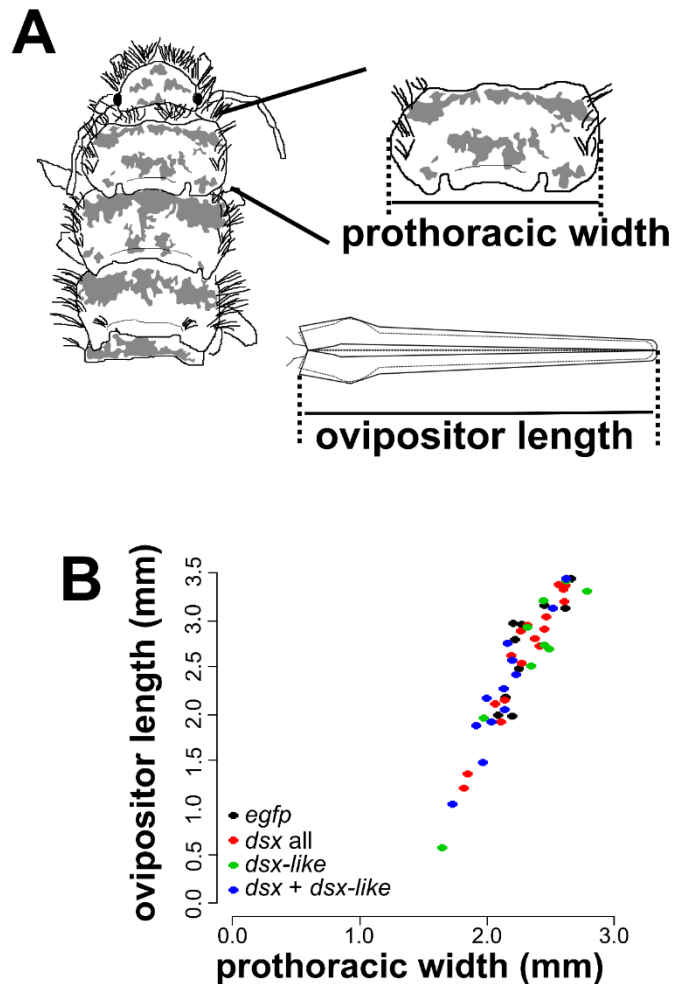 A
prothoracic width
ovipositor length
B
ovipositor length (mm)
3.5
3.0
2.5
2.0
1.5
1.0
0.5
0.0
egfp
dsx all
dsx-like
dsx + dsx-like
0.0 1.0 2.0 3.0
prothoracic width (mm)